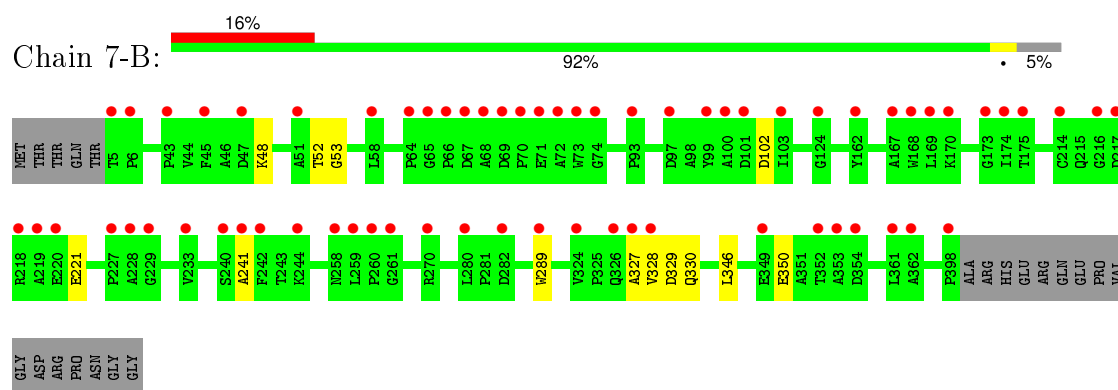 16%
Chain 7-B:
92% • 5%
MET THR THR GLN THR T5 P6 P43 V44 F45 A46 D47 K48 A51 T52 G53 L58 P64 G65 P66 D67 A68 D69 P70 E71 A72 W73 G74 P93 D97 A98 Y99 A100 D101 D102 I103 G124 Y162 A167 W168 L169 K170 G173 I174 T175 C214 Q215 G216
R218 A219 E220 E221 P227 A228 G229 V233 S240 A241 F242 T243 K244 N258 L259 P260 G261 R270 L280 P281 D282 W289 V324 P325 Q326 A327 V328 D329 Q330 L346 E349 E350 A351 T352 A353 D354 L361 A362 P398 ALA ARG HIS GLU ARG GLN GLU PRO VAL
GLY ASP ARG PRO ASN GLY GLY